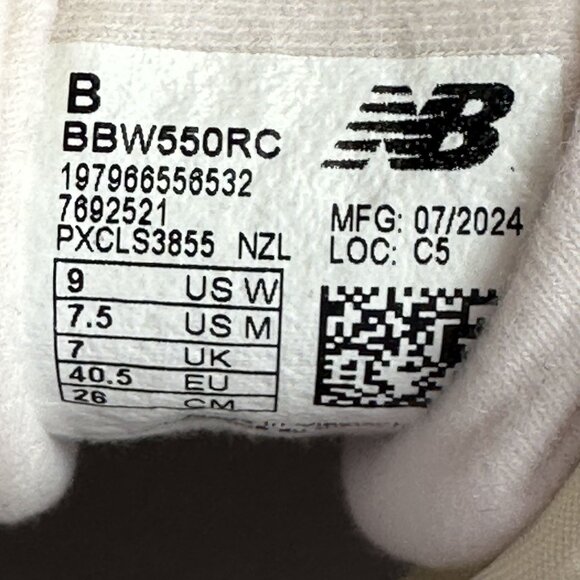 B
BBW550RC
197966556532
7692521
PXCLS3855 NZL
NB
MFG: 07/2024
LOC: C5
9 US W
7.5 US M
7 UK
40.5 EU
26 CM